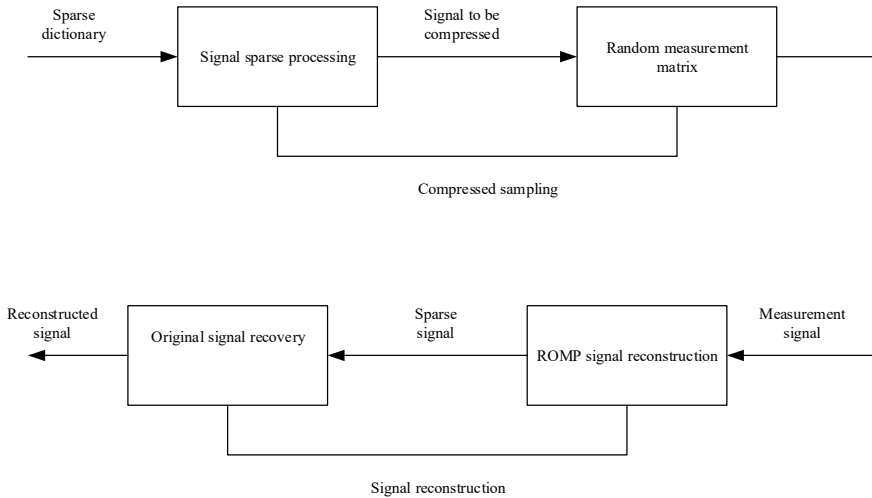 Sparse
dictionary
Signal sparse processing
Signal to be
compressed
Random measurement
matrix
Compressed sampling
Reconstructed
signal
Original signal recovery
Sparse
signal
ROMP signal reconstruction
Measurement
signal
Signal reconstruction